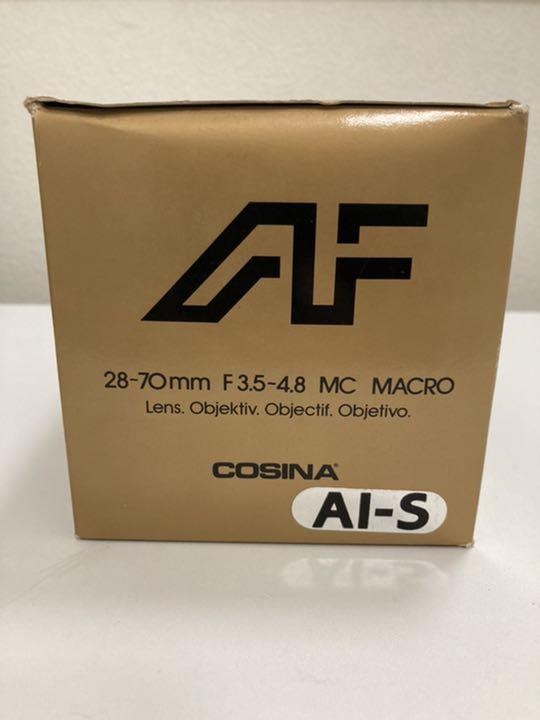 AF
28-70mm F3.5-4.8 MC MACRO
Lens. Objektiv. Objectif. Objetivo.
COSINA®
AI-S